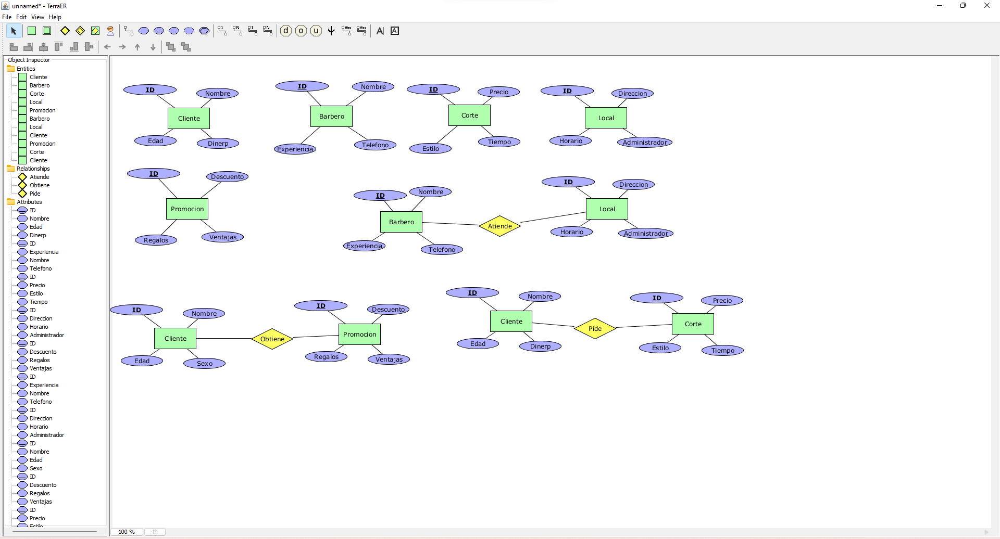 unnamed* - TerraER
File Edit View Help
1 N 1 N d o u Abc Abc A A
Object Inspector
Entities
Cliente
Barbero
Corte
Local
Promocion
Barbero
Local
Cliente
Promocion
Corte
Cliente
Relationships
Atiende
Obtiene
Pide
Attributes
ID
Nombre
Edad
Dinerp
ID
Experiencia
Nombre
Telefono
ID
Precio
Estilo
Tiempo
ID
Direccion
Horario
Administrador
ID
Descuento
Regalos
Ventajas
ID
Experiencia
Nombre
Telefono
ID
Direccion
Horario
Administrador
ID
Nombre
Edad
Sexo
ID
Descuento
Regalos
Ventajas
ID
Precio
Estilo
ID
Nombre
Cliente
Edad
Dinerp
ID
Nombre
Barbero
Experiencia
Telefono
ID
Precio
Corte
Estilo
Tiempo
ID
Direccion
Local
Horario
Administrador
ID
Descuento
Promocion
Regalos
Ventajas
ID
Nombre
Barbero
Experiencia
Telefono
Atiende
ID
Direccion
Local
Horario
Administrador
ID
Nombre
Cliente
Edad
Sexo
Obtiene
ID
Descuento
Promocion
Regalos
Ventajas
ID
Nombre
Cliente
Edad
Dinerp
Pide
ID
Precio
Corte
Estilo
Tiempo
100 %